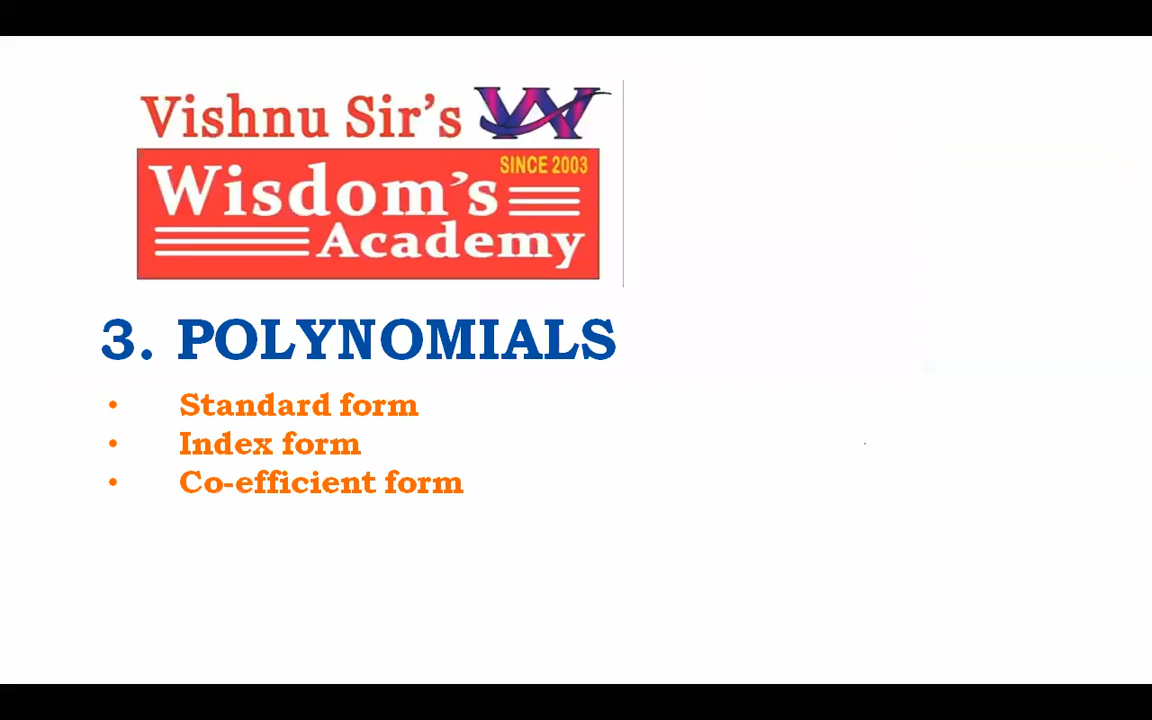 Vishnu Sir's W
SINCE 2003
Wisdom's
Academy
3. POLYNOMIALS
• Standard form
• Index form
• Co-efficient form